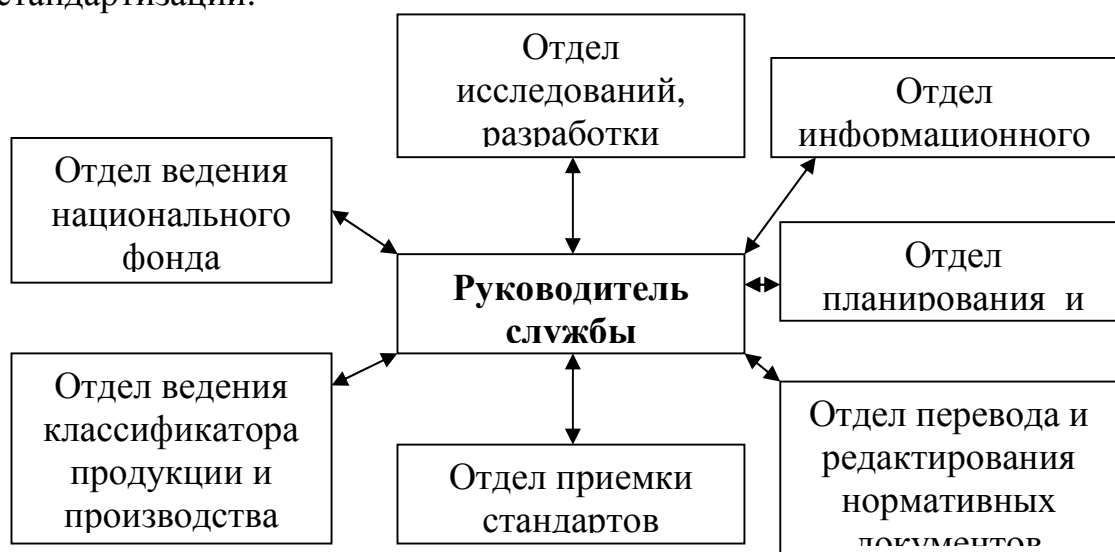 стандартизации.
Отдел
исследований,
разработки
Отдел
информационного
Отдел ведения
национального
фонда
Отдел
планирования и
Руководитель
службы
Отдел ведения
классификатора
продукции и
производства
Отдел приемки
стандартов
Отдел перевода и
редактирования
нормативных
документов